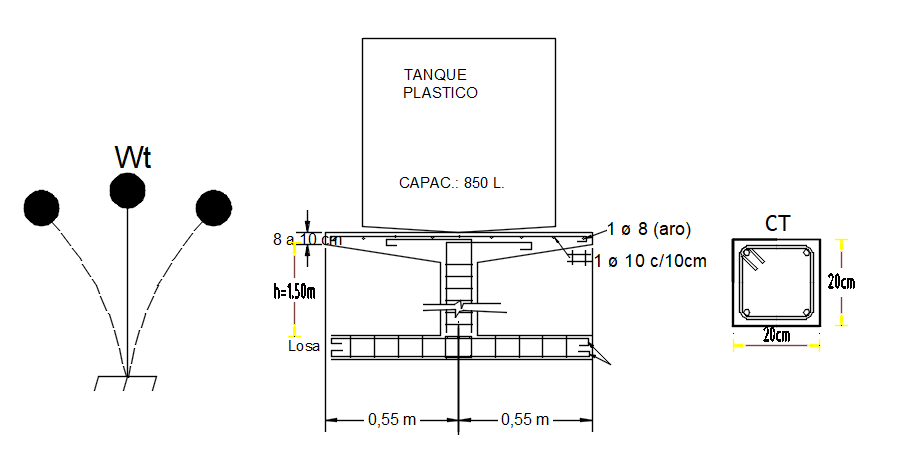 Wt
TANQUE
PLASTICO
CAPAC.: 850 L.
8 a 10 cm
1 ø 8 (aro)
1 ø 10 c/10cm
h=1.50m
Losa
0,55 m
0,55 m
CT
20cm
20cm